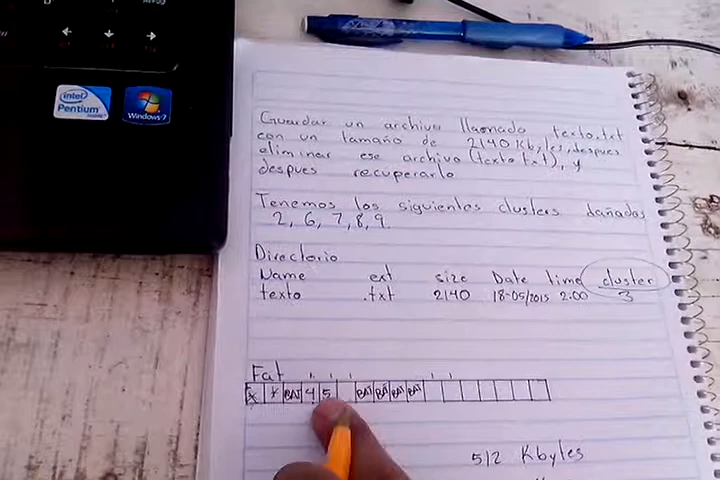 intel
Pentium
Windows 7
Guardar un archivo llamado texto.txt
con un tamaño de 2140 Kbytes, despues
eliminar ese archivo (texto.txt), y
despues recuperarlo
Tenemos los siguientes clusters dañados
2, 6, 7, 8, 9.
Directorio
Name ext size Date time cluster
texto .txt 2140 18-05/2015 2:00 3
Fat
X X BAT 4 5 BAT BAT BAT BAT
512 Kbytes